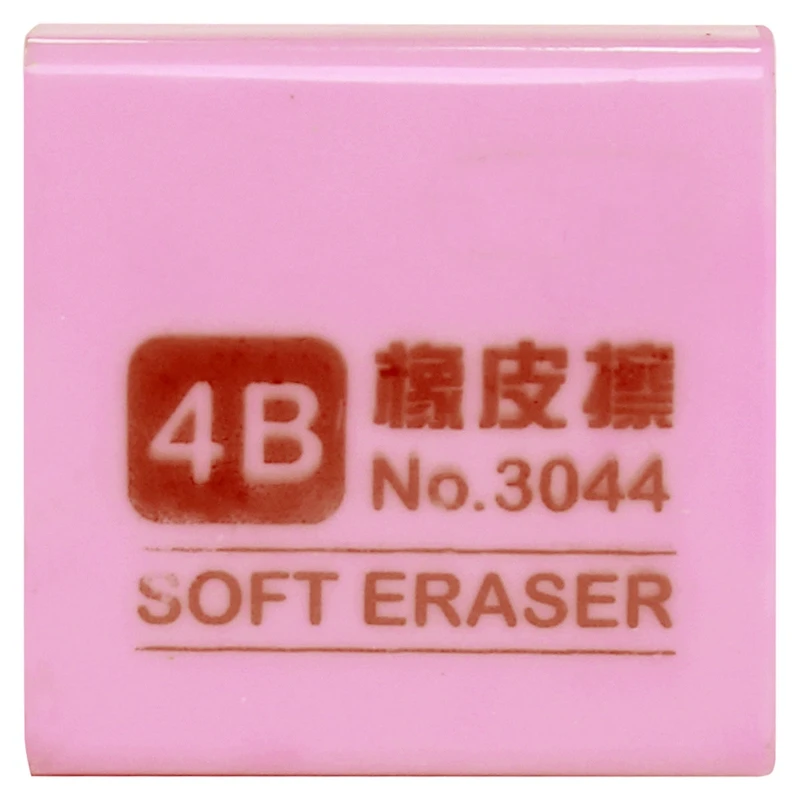 4B 橡皮擦
No.3044
SOFT ERASER